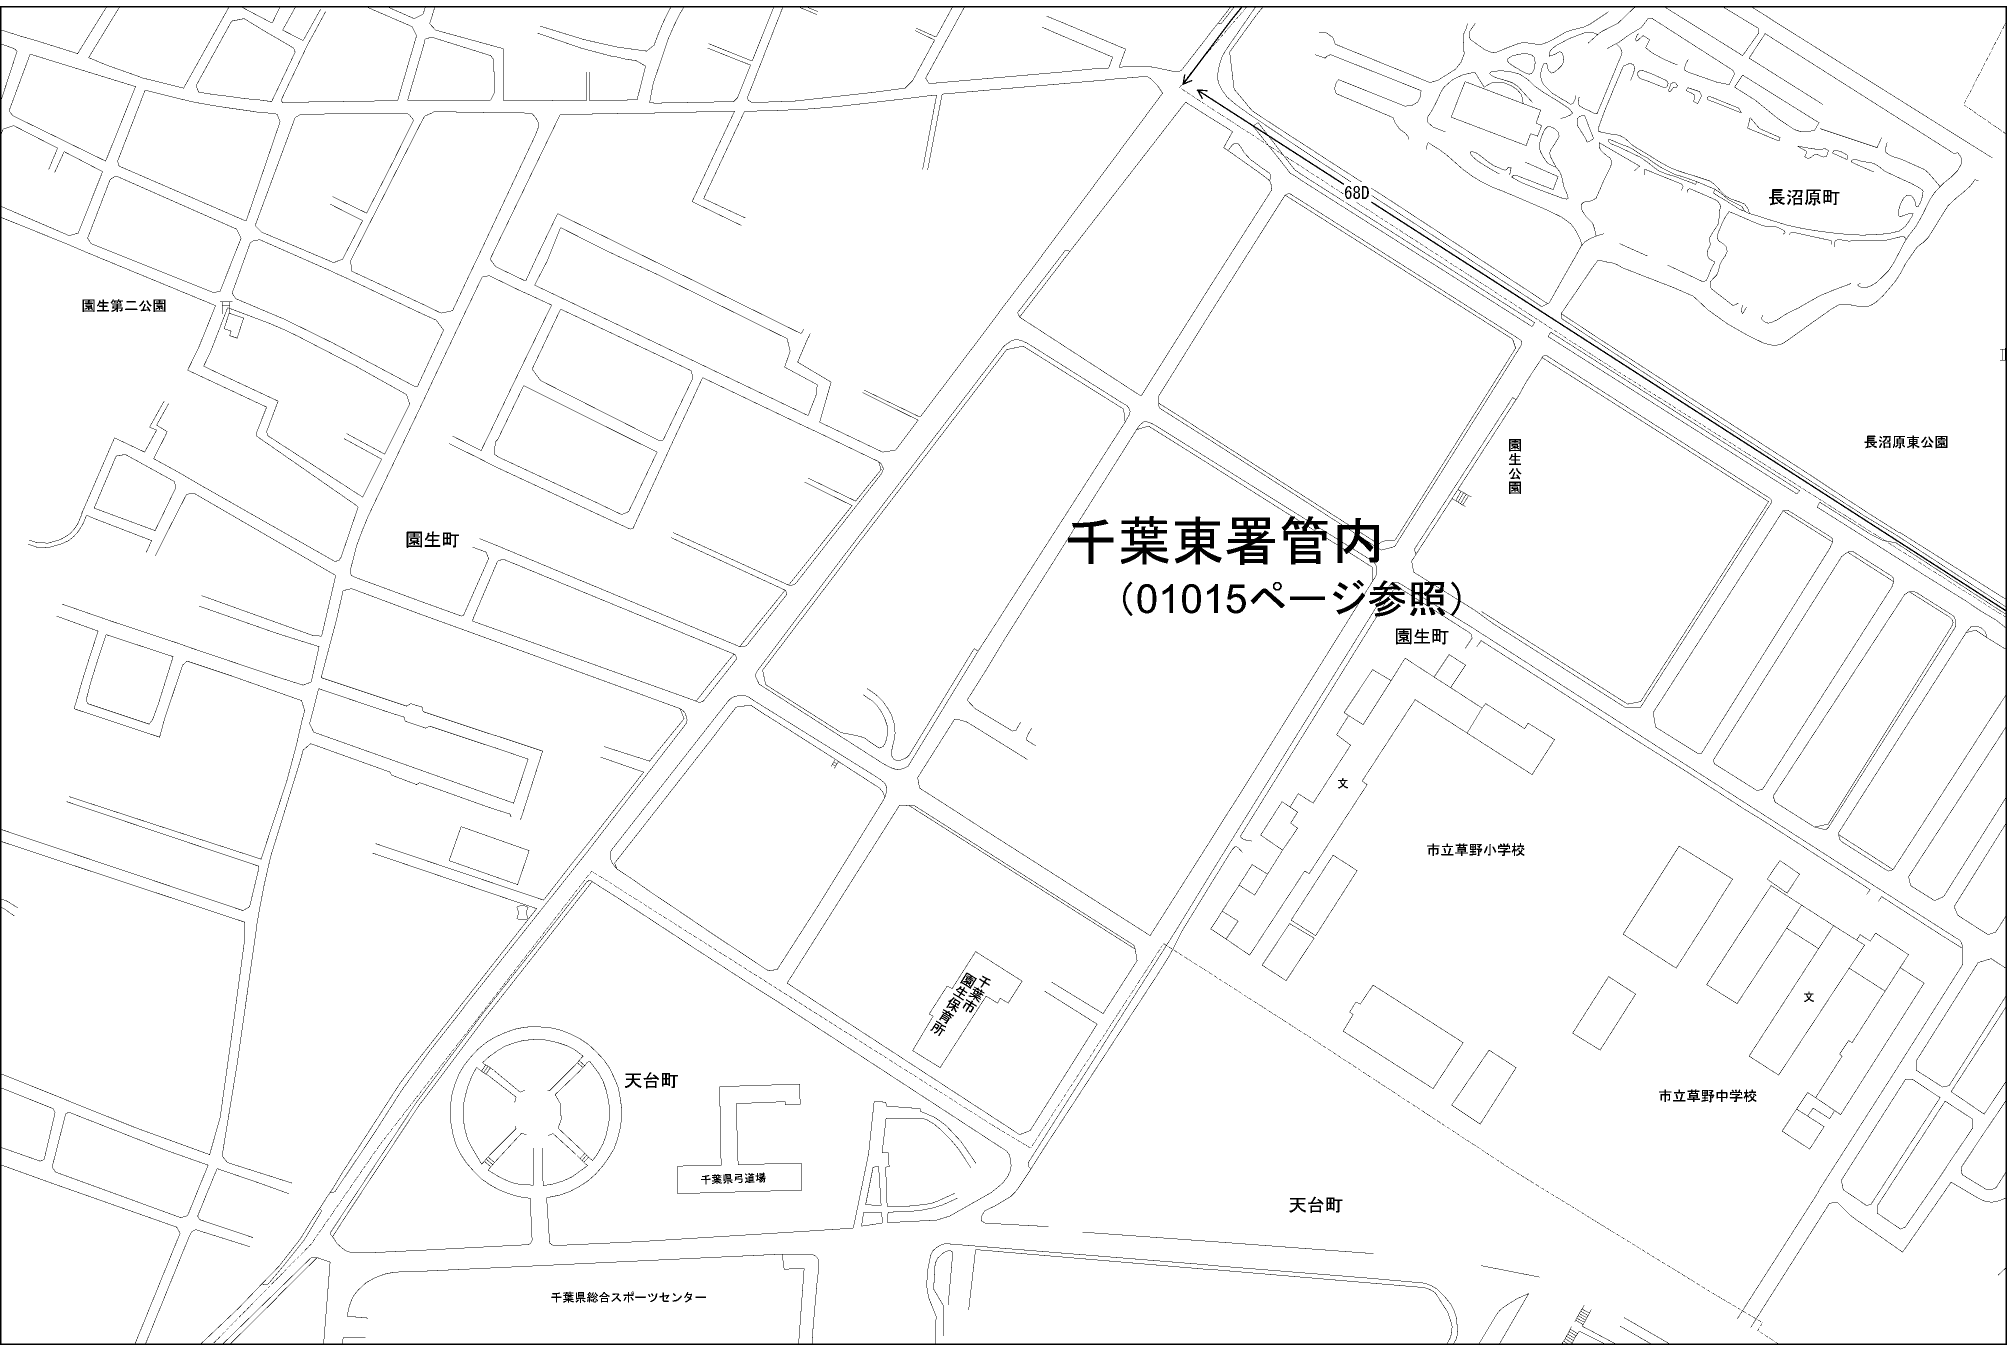 68D
長沼原町
園生第二公園
長沼原東公園
園生公園
園生町
千葉東署管内
（01015ページ参照）
園生町
文
市立草野小学校
千葉市
園生保育所
文
天台町
市立草野中学校
千葉県弓道場
天台町
千葉県総合スポーツセンター